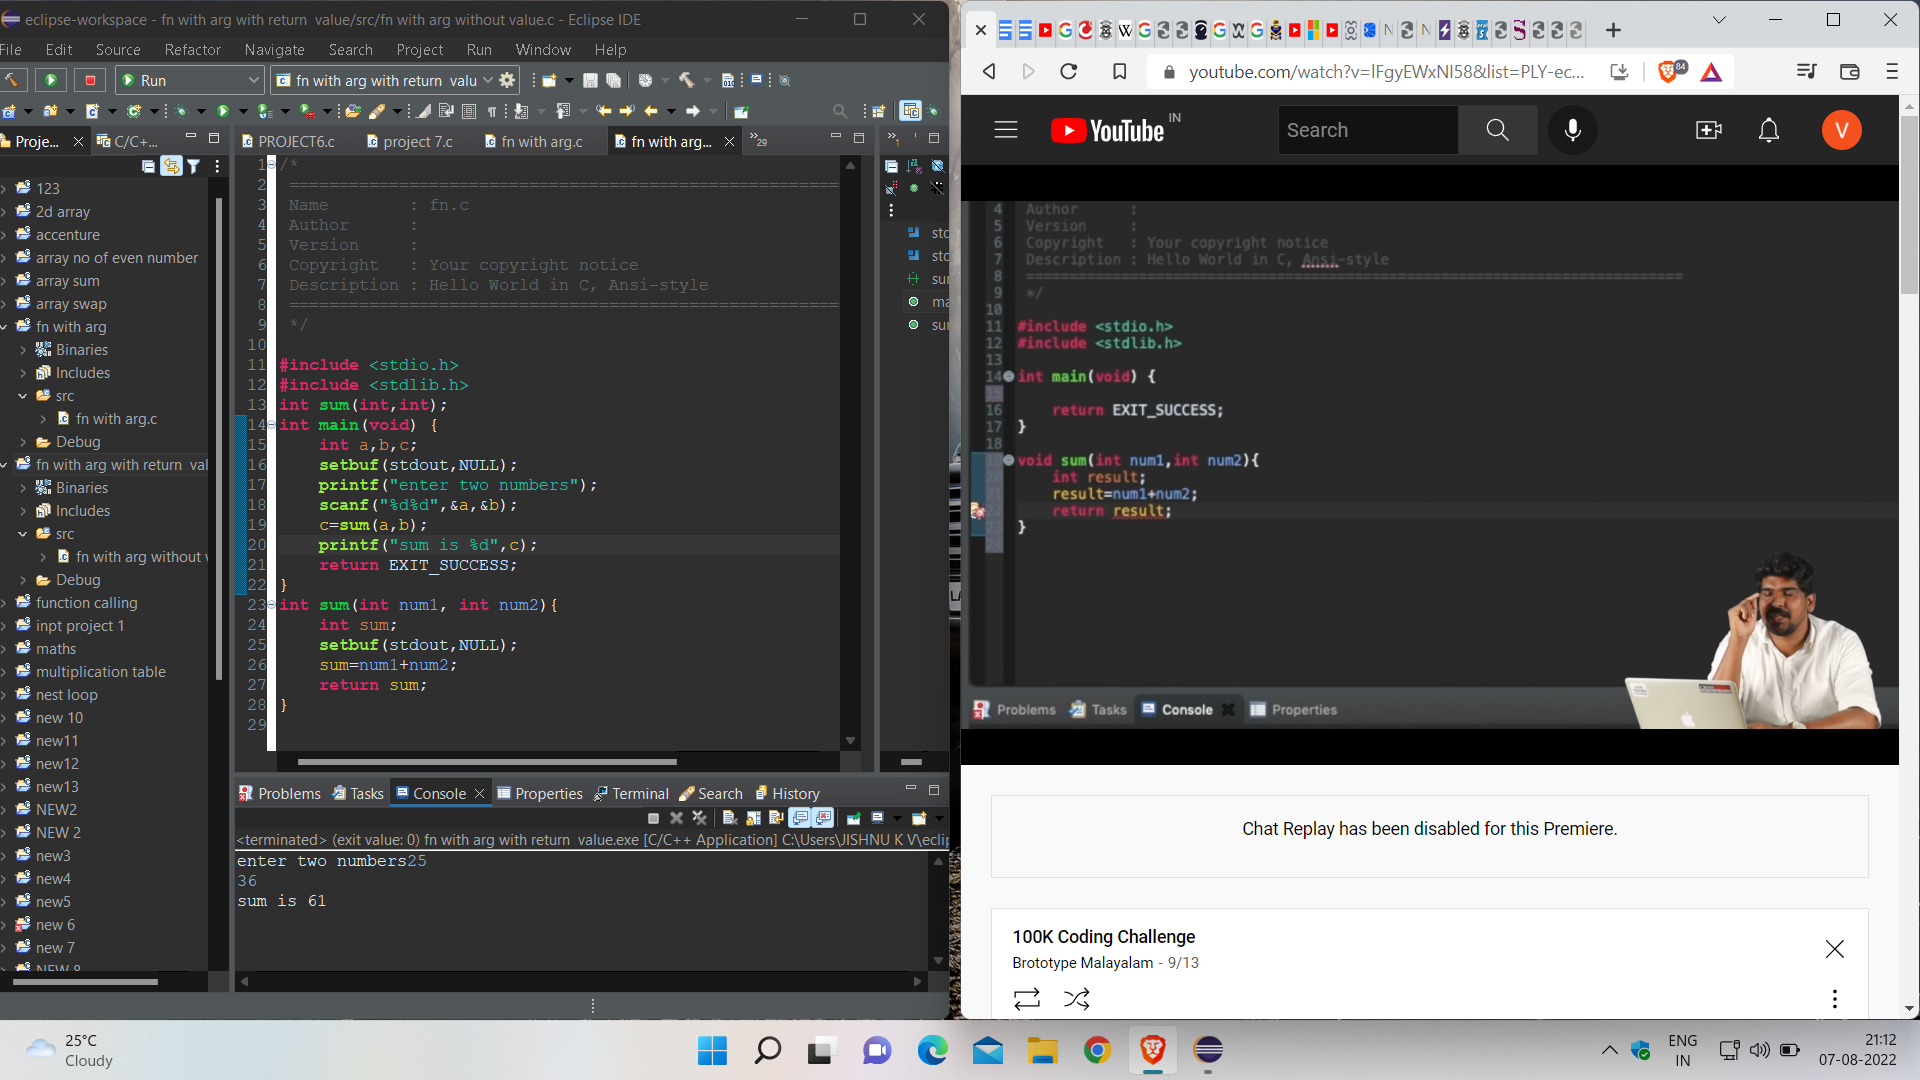 eclipse-workspace - fn with arg with return  value/src/fn with arg without value.c - Eclipse IDE
File Edit Source Refactor Navigate Search Project Run Window Help
Run
fn with arg with return  valu
Proje...
C/C+...
PROJECT6.c
project 7.c
fn with arg.c
fn with arg...
29
123
2d array
accenture
array no of even number
array sum
array swap
fn with arg
Binaries
Includes
src
fn with arg.c
Debug
fn with arg with return  val
Binaries
Includes
src
fn with arg without v
Debug
function calling
inpt project 1
maths
multiplication table
nest loop
new 10
new11
new12
new13
NEW2
NEW 2
new3
new4
new5
new 6
new 7
NEW 8
1 /*
2 ========================================================
3 Name        : fn.c
4 Author      :
5 Version     :
6 Copyright   : Your copyright notice
7 Description : Hello World in C, Ansi-style
8 ========================================================
9 */
10
11 #include <stdio.h>
12 #include <stdlib.h>
13 int sum(int,int);
14 int main(void) {
15 int a,b,c;
16 setbuf(stdout,NULL);
17 printf("enter two numbers");
18 scanf("%d%d",&a,&b);
19 c=sum(a,b);
20 printf("sum is %d",c);
21 return EXIT_SUCCESS;
22 }
23 int sum(int num1, int num2){
24 int sum;
25 setbuf(stdout,NULL);
26 sum=num1+num2;
27 return sum;
28 }
29
1
std
std
sur
ma
sur
Problems Tasks Console Properties Terminal Search History
<terminated> (exit value: 0) fn with arg with return  value.exe [C/C++ Application] C:\Users\JISHNU K V\eclip
enter two numbers25
36
sum is 61
youtube.com/watch?v=lFgyEWxNI58&list=PLY-ec...
84
YouTube IN
Search
V
4 Author      :
5 Version     :
6 Copyright   : Your copyright notice
7 Description : Hello World in C, Ansi-style
8 ========================================================
9 */
10
11 #include <stdio.h>
12 #include <stdlib.h>
13
14 int main(void) {
15
16 return EXIT_SUCCESS;
17 }
18
19 void sum(int num1,int num2){
20 int result;
21 result=num1+num2;
22 return result;
23 }
24
Problems Tasks Console Properties
Chat Replay has been disabled for this Premiere.
100K Coding Challenge
Brototype Malayalam - 9/13
25°C
Cloudy
ENG
IN
21:12
07-08-2022